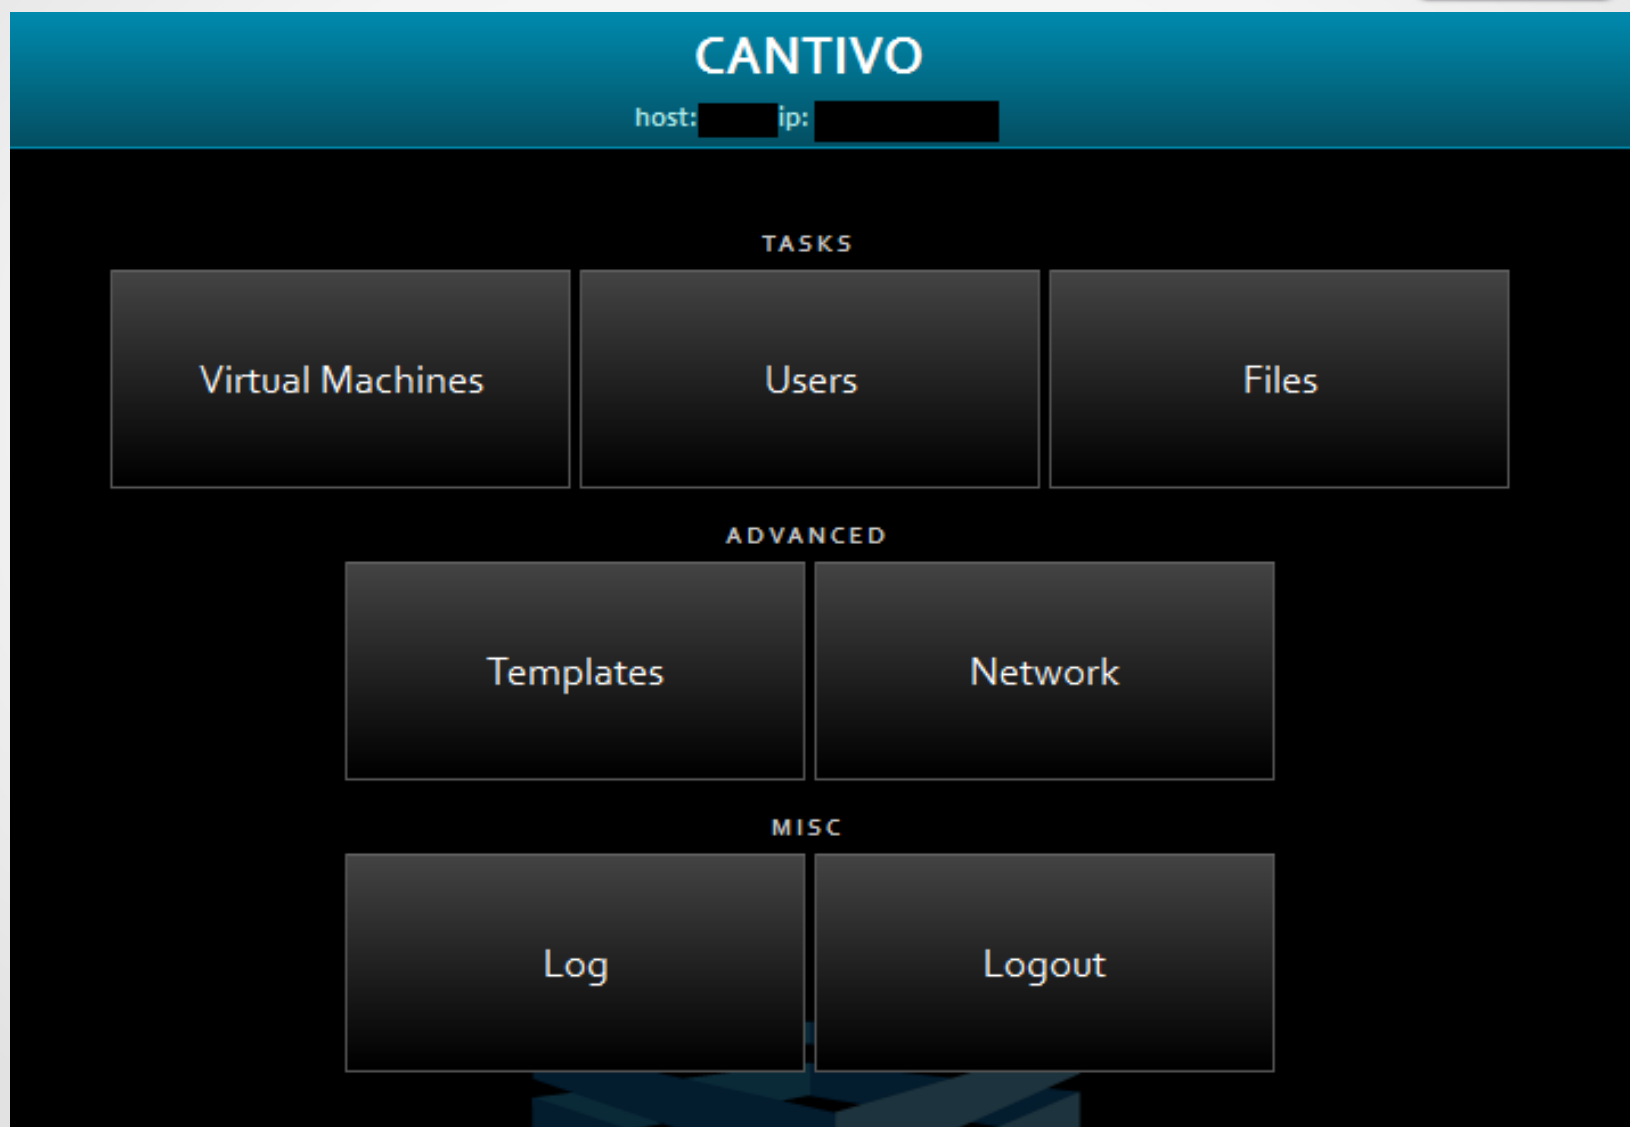 CANTIVO
host: ip:
TASKS
Virtual Machines Users Files
ADVANCED
Templates Network
MISC
Log Logout